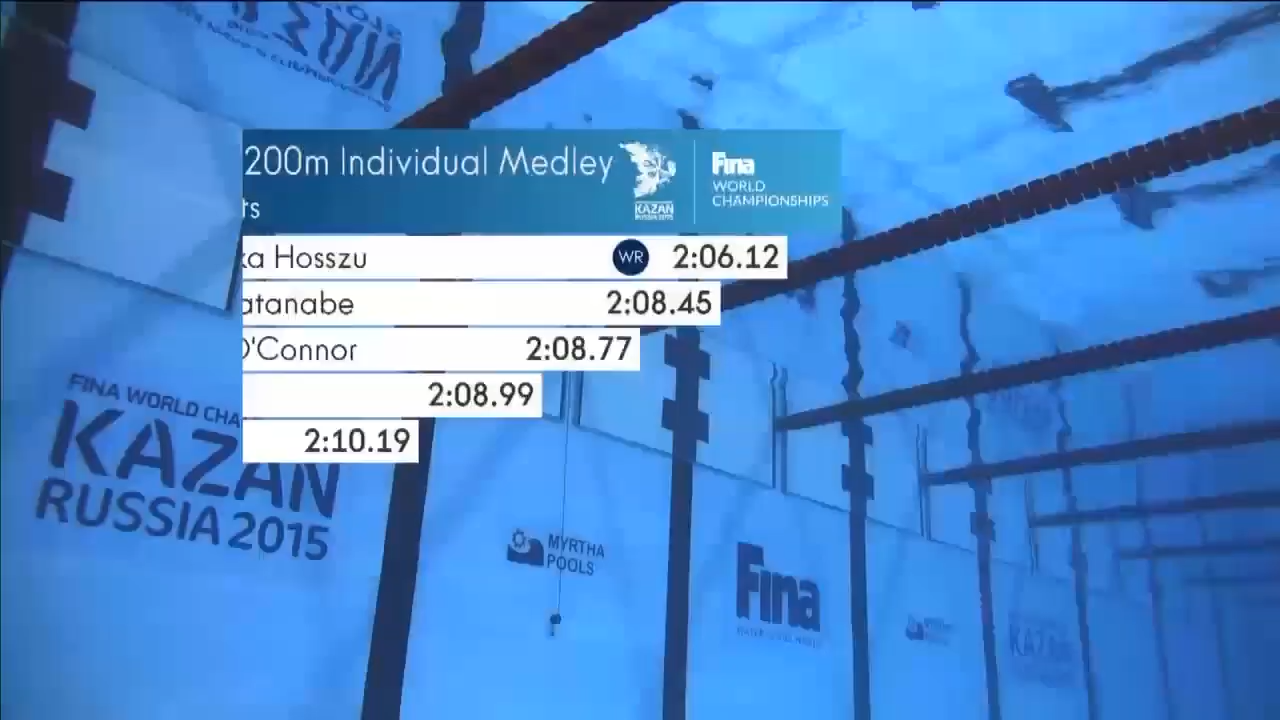 200m Individual Medley
ts
KAZAN
RUSSIA 2015
Fina
WORLD
CHAMPIONSHIPS
ka Hosszu WR 2:06.12
atanabe 2:08.45
O'Connor 2:08.77
2:08.99
2:10.19
FINA WORLD CHA
KAZAN
RUSSIA 2015
MYRTHA
POOLS
Fina
KAZAN